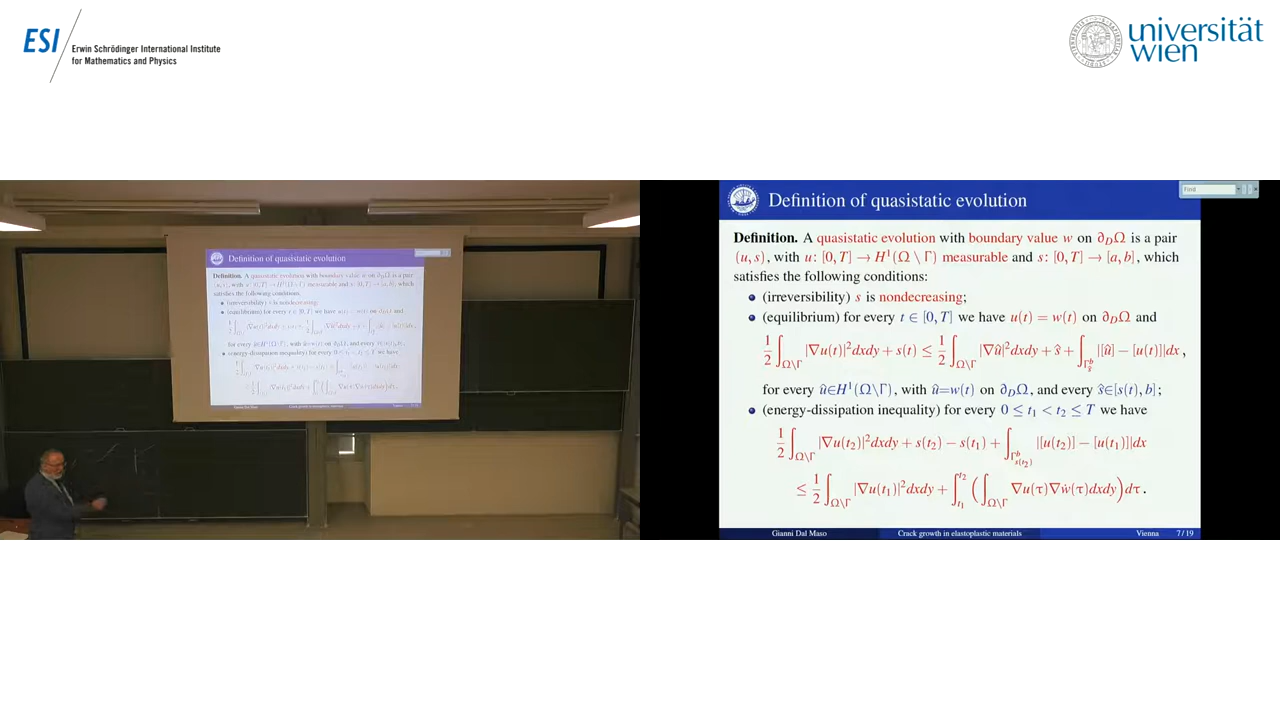 ESI
Erwin Schrödinger International Institute
for Mathematics and Physics
universität
wien
Definition of quasistatic evolution
Definition. A quasistatic evolution with boundary value w on ∂_DΩ is a pair
(u, s), with u: [0, T] → H¹(Ω \ Γ) measurable and s: [0, T] → [a, b], which
satisfies the following conditions:
• (irreversibility) s is nondecreasing;
• (equilibrium) for every t ∈ [0, T] we have u(t) = w(t) on ∂_DΩ and
1/2 ∫_{Ω\Γ} |∇u(t)|² dxdy + s(t) ≤ 1/2 ∫_{Ω\Γ} |∇û|² dxdy + ŝ + ∫_{Γ_ŝ^b} |[û] − [u(t)]| dx ,
for every û∈H¹(Ω\Γ), with û=w(t) on ∂_DΩ, and every ŝ∈[s(t), b];
• (energy-dissipation inequality) for every 0 ≤ t₁ < t₂ ≤ T we have
1/2 ∫_{Ω\Γ} |∇u(t₂)|² dxdy + s(t₂) − s(t₁) + ∫_{Γ_{s(t₂)}^b} |[u(t₂)] − [u(t₁)]| dx
≤ 1/2 ∫_{Ω\Γ} |∇u(t₁)|² dxdy + ∫_{t₁}^{t₂} ( ∫_{Ω\Γ} ∇u(τ)∇ẇ(τ) dxdy ) dτ .
Gianni Dal Maso Crack growth in elastoplastic materials Vienna 7 / 19
Find
Definition of quasistatic evolution